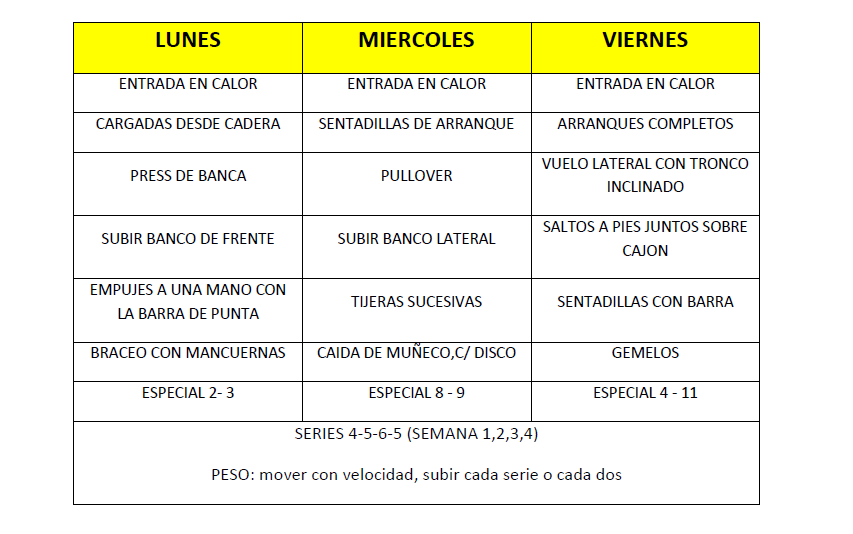 LUNES MIERCOLES VIERNES
ENTRADA EN CALOR ENTRADA EN CALOR ENTRADA EN CALOR
CARGADAS DESDE CADERA SENTADILLAS DE ARRANQUE ARRANQUES COMPLETOS
PRESS DE BANCA PULLOVER VUELO LATERAL CON TRONCO
INCLINADO
SUBIR BANCO DE FRENTE SUBIR BANCO LATERAL SALTOS A PIES JUNTOS SOBRE
CAJON
EMPUJES A UNA MANO CON
LA BARRA DE PUNTA TIJERAS SUCESIVAS SENTADILLAS CON BARRA
BRACEO CON MANCUERNAS CAIDA DE MUÑECO,C/ DISCO GEMELOS
ESPECIAL 2- 3 ESPECIAL 8 - 9 ESPECIAL 4 - 11
SERIES 4-5-6-5 (SEMANA 1,2,3,4)
PESO: mover con velocidad, subir cada serie o cada dos